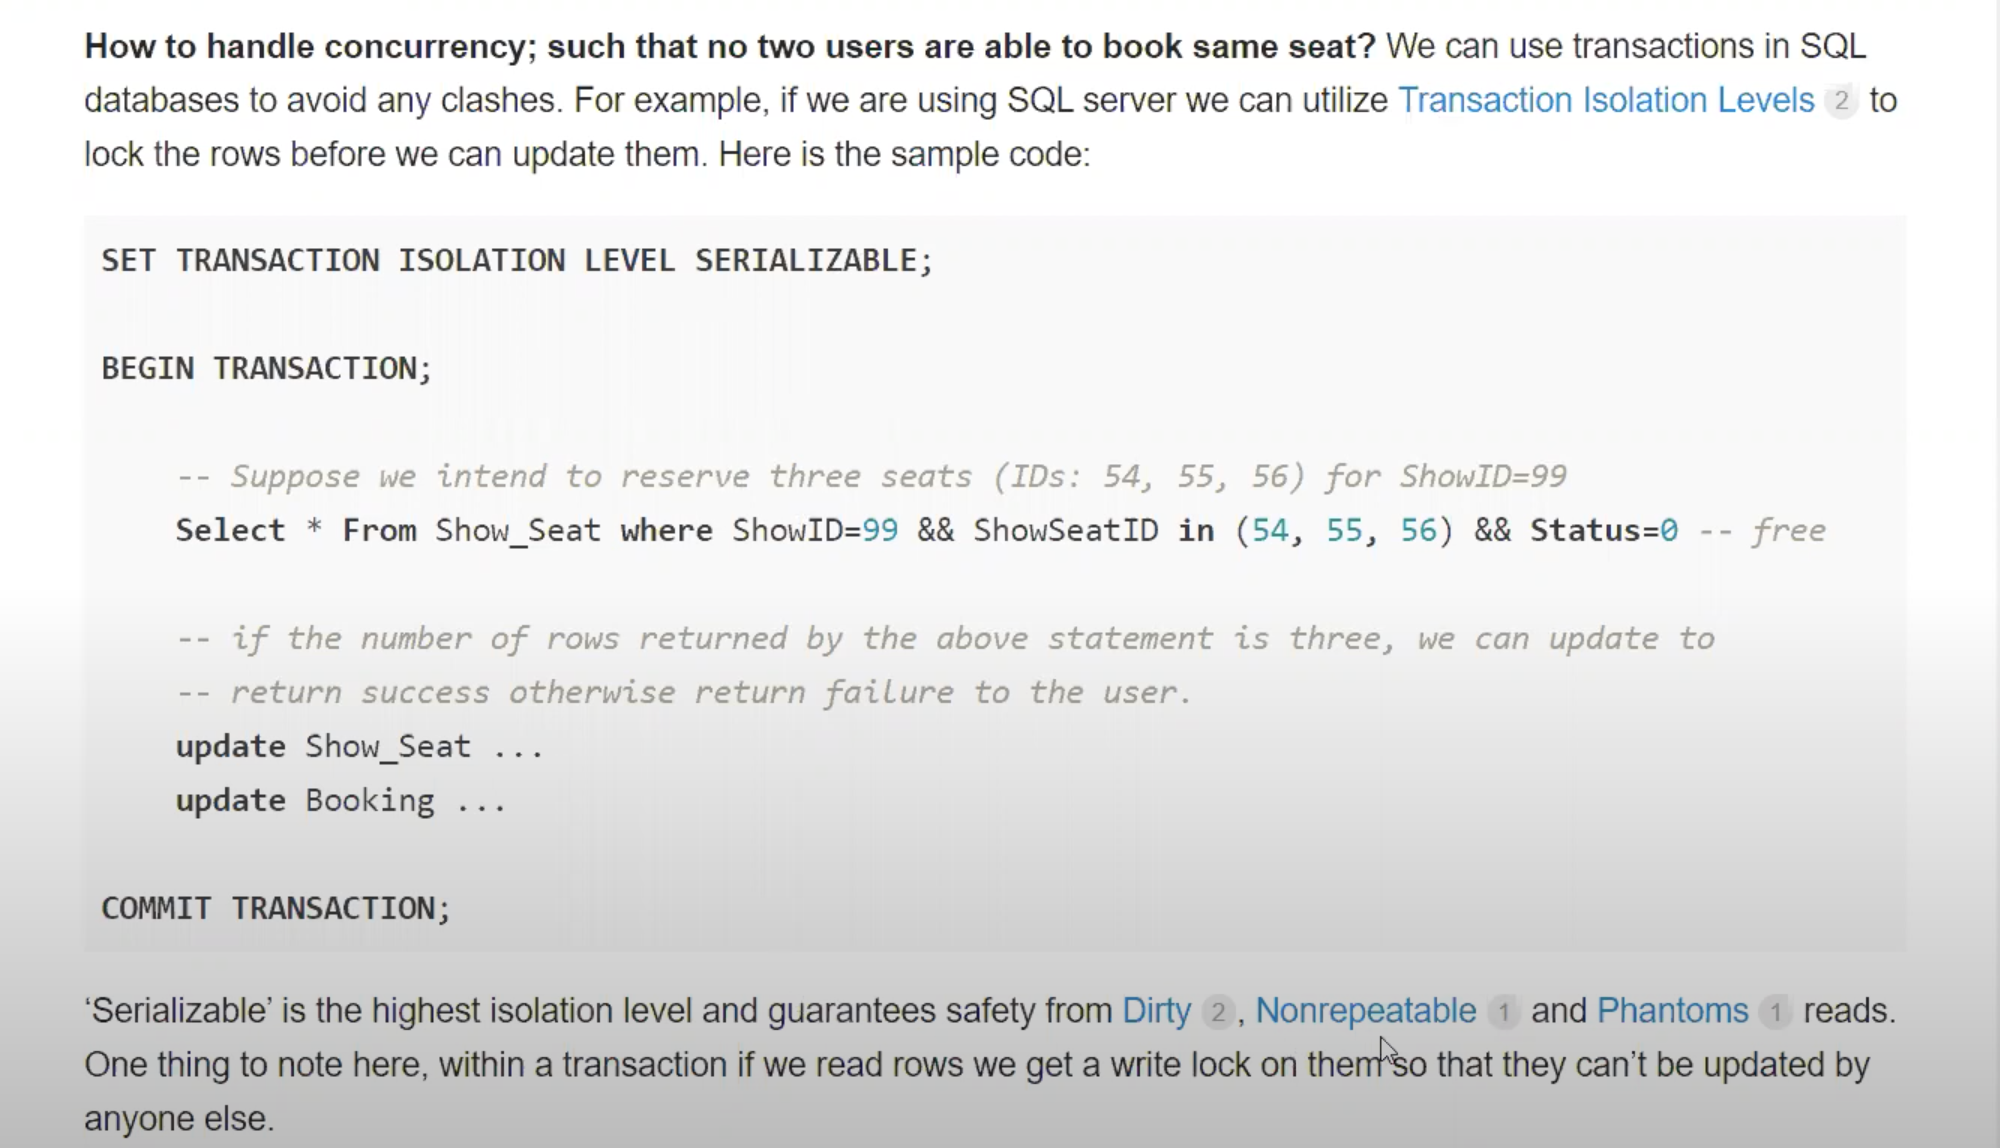 How to handle concurrency; such that no two users are able to book same seat? We can use transactions in SQL
databases to avoid any clashes. For example, if we are using SQL server we can utilize Transaction Isolation Levels 2 to
lock the rows before we can update them. Here is the sample code:
SET TRANSACTION ISOLATION LEVEL SERIALIZABLE;
BEGIN TRANSACTION;
-- Suppose we intend to reserve three seats (IDs: 54, 55, 56) for ShowID=99
Select * From Show_Seat where ShowID=99 && ShowSeatID in (54, 55, 56) && Status=0 -- free
-- if the number of rows returned by the above statement is three, we can update to
-- return success otherwise return failure to the user.
update Show_Seat ...
update Booking ...
COMMIT TRANSACTION;
‘Serializable’ is the highest isolation level and guarantees safety from Dirty 2, Nonrepeatable 1 and Phantoms 1 reads.
One thing to note here, within a transaction if we read rows we get a write lock on them so that they can’t be updated by
anyone else.